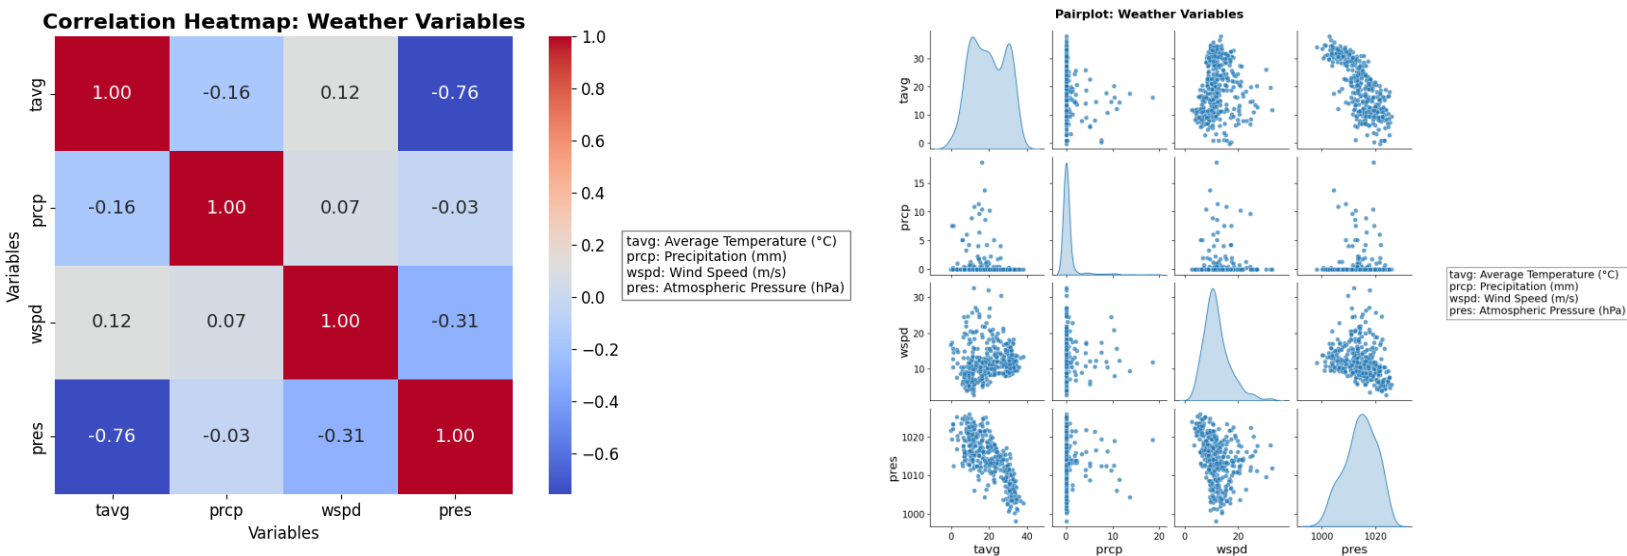 Correlation Heatmap: Weather Variables
tavg
1.00
-0.16
0.12
-0.76
prcp
-0.16
1.00
0.07
-0.03
wspd
0.12
0.07
1.00
-0.31
pres
-0.76
-0.03
-0.31
1.00
Variables
tavg
prcp
wspd
pres
Variables
1.0
0.8
0.6
0.4
0.2
0.0
−0.2
−0.4
−0.6
tavg: Average Temperature (°C)
prcp: Precipitation (mm)
wspd: Wind Speed (m/s)
pres: Atmospheric Pressure (hPa)
Pairplot: Weather Variables
tavg
30
20
10
0
prcp
15
10
5
0
wspd
30
20
10
pres
1020
1010
1000
0 20 40
tavg
0 10 20
prcp
0 20
wspd
1000 1020
pres
tavg: Average Temperature (°C)
prcp: Precipitation (mm)
wspd: Wind Speed (m/s)
pres: Atmospheric Pressure (hPa)